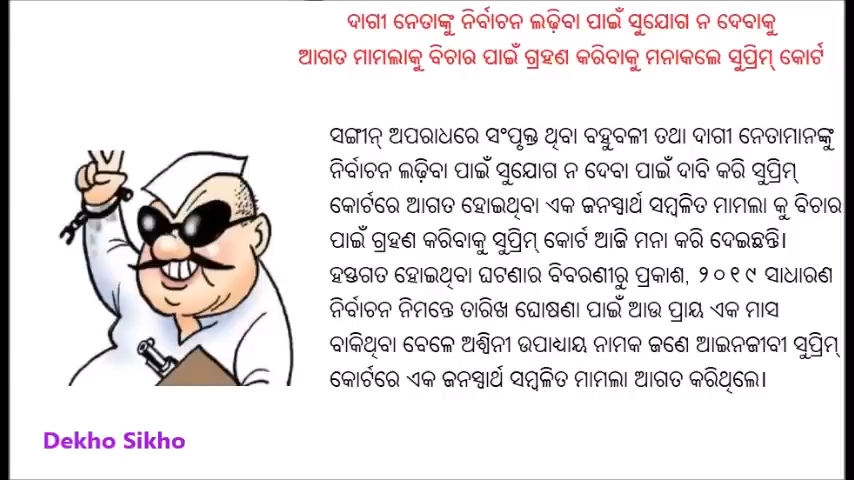 ଦାଗୀ ନେତାଙ୍କୁ ନିର୍ବାଚନ ଲଢ଼ିବା ପାଇଁ ସୁଯୋଗ ନ ଦେବାକୁ
ଆଗତ ମାମଲାକୁ ବିଚାର ପାଇଁ ଗ୍ରହଣ କରିବାକୁ ମନାକଲେ ସୁପ୍ରିମ୍ କୋର୍ଟ
ସଙ୍ଗୀନ୍ ଅପରାଧରେ ସଂପୃକ୍ତ ଥିବା ବହୁବଳୀ ତଥା ଦାଗୀ ନେତାମାନଙ୍କୁ
ନିର୍ବାଚନ ଲଢ଼ିବା ପାଇଁ ସୁଯୋଗ ନ ଦେବା ପାଇଁ ଦାବି କରି ସୁପ୍ରିମ୍
କୋର୍ଟରେ ଆଗତ ହୋଇଥିବା ଏକ ଜନସ୍ୱାର୍ଥ ସମ୍ବଳିତ ମାମଲା କୁ ବିଚାର
ପାଇଁ ଗ୍ରହଣ କରିବାକୁ ସୁପ୍ରିମ୍ କୋର୍ଟ ଆଜି ମନା କରି ଦେଇଛନ୍ତି।
ହସ୍ତଗତ ହୋଇଥିବା ଘଟଣାର ବିବରଣୀରୁ ପ୍ରକାଶ, ୨୦୧୯ ସାଧାରଣ
ନିର୍ବାଚନ ନିମନ୍ତେ ତାରିଖ ଘୋଷଣା ପାଇଁ ଆଉ ପ୍ରାୟ ଏକ ମାସ
ବାକିଥିବା ବେଳେ ଅଶ୍ୱିନୀ ଉପାଧ୍ୟାୟ ନାମକ ଜଣେ ଆଇନଜୀବୀ ସୁପ୍ରିମ୍
କୋର୍ଟରେ ଏକ ଜନସ୍ୱାର୍ଥ ସମ୍ବଳିତ ମାମଲା ଆଗତ କରିଥିଲେ।
Dekho Sikho